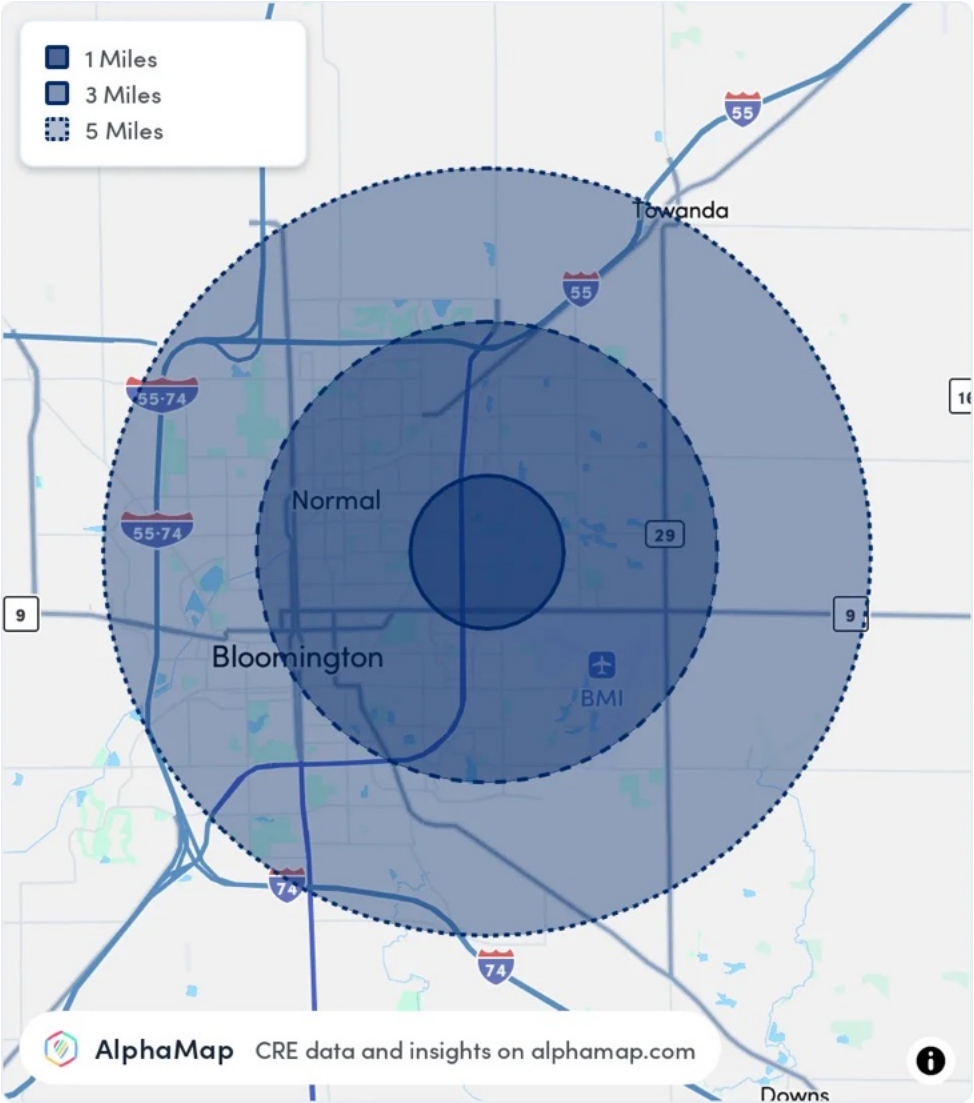 1 Miles
3 Miles
5 Miles
55
Towanda
55
55·74
16
Normal
55·74
29
9
9
Bloomington
BMI
74
74
AlphaMap
CRE data and insights on alphamap.com
Downs